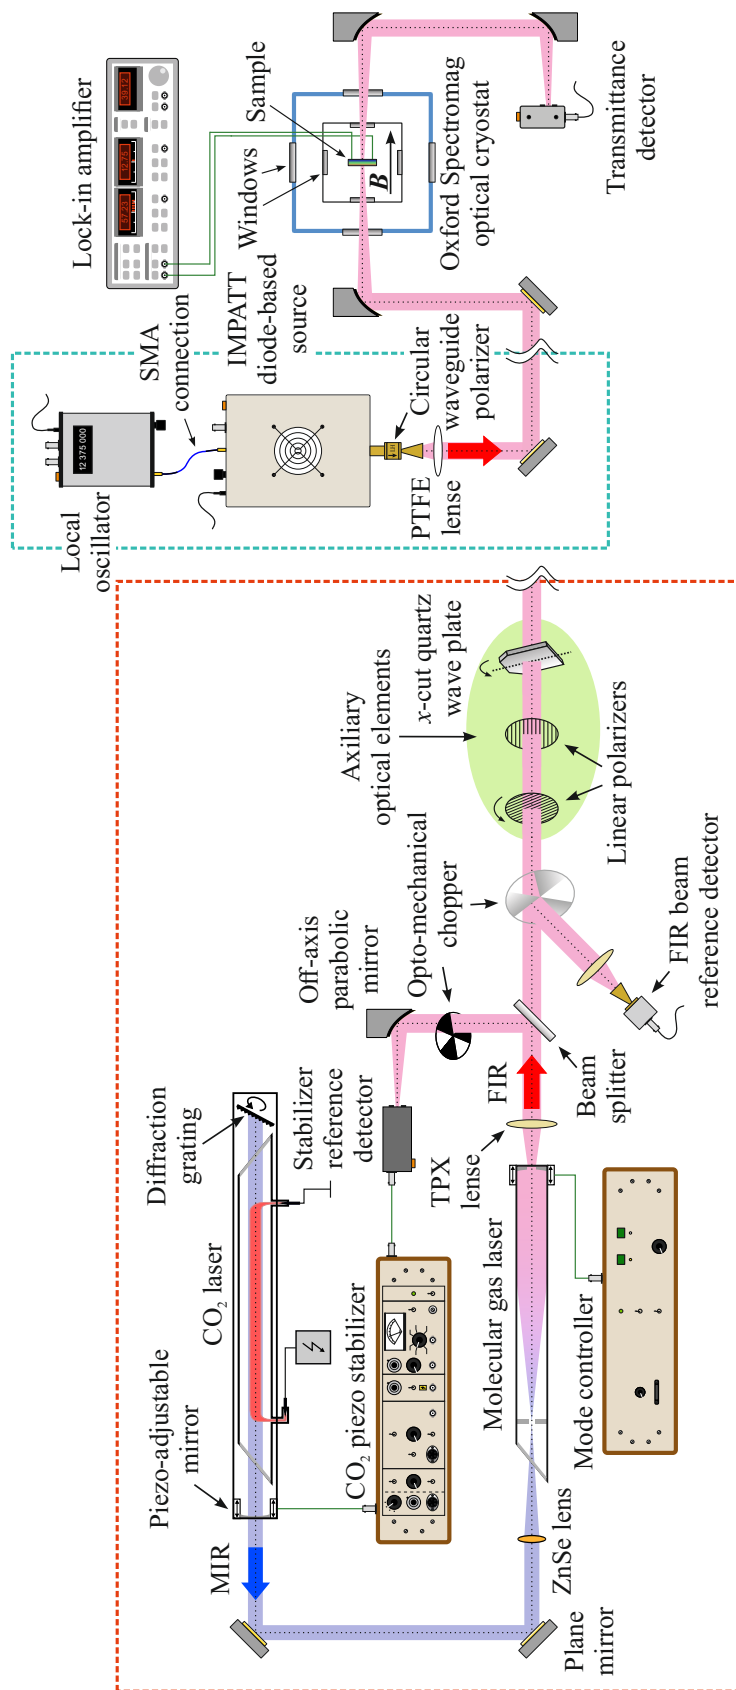 Piezo-adjustable
mirror
CO2 laser
Diffraction
grating
MIR
Stabilizer
reference
detector
CO2 piezo stabilizer
Off-axis
parabolic
mirror
Opto-mechanical
chopper
Plane
mirror
ZnSe lens
Molecular gas laser
Mode controller
TPX
lense
FIR
Beam
splitter
FIR beam
reference detector
Axiliary
optical elements
x-cut quartz
wave plate
Linear polarizers
Local
oscillator
12 375 000
SMA
connection
IMPATT
diode-based
source
PTFE
lense
Circular
waveguide
polarizer
Lock-in amplifier
Windows
Sample
B
Oxford Spectromag
optical cryostat
Transmittance
detector